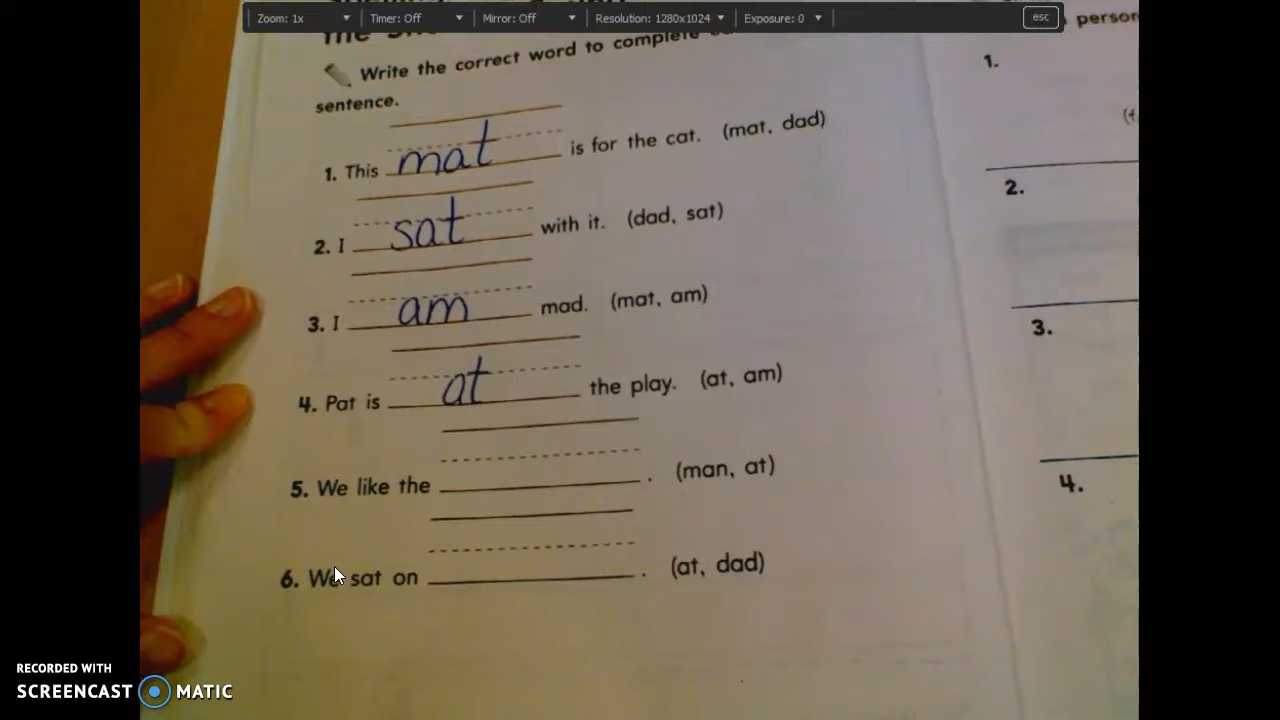 Zoom: 1x Timer: Off Mirror: Off Resolution: 1280x1024 Exposure: 0 esc
Write the correct word to complete
sentence.
1. This mat is for the cat. (mat, dad)
2. I sat with it. (dad, sat)
3. I am mad. (mat, am)
4. Pat is at the play. (at, am)
5. We like the . (man, at)
6. We sat on . (at, dad)
person
1.
2.
3.
4.
RECORDED WITH
SCREENCAST MATIC